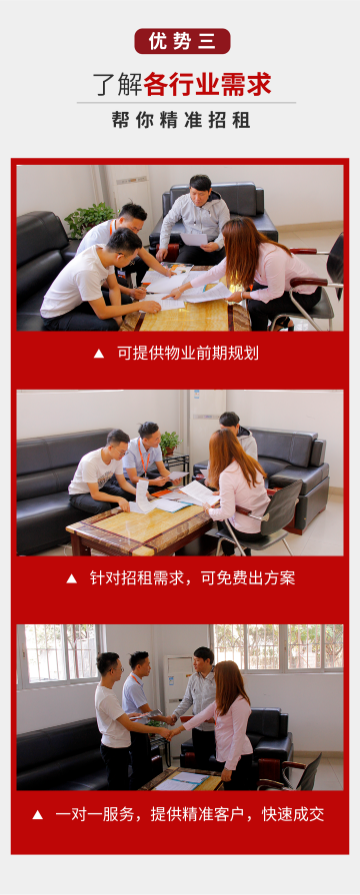 优势三
了解各行业需求
帮你精准招租
▲ 可提供物业前期规划
▲ 针对招租需求，可免费出方案
▲ 一对一服务，提供精准客户，快速成交